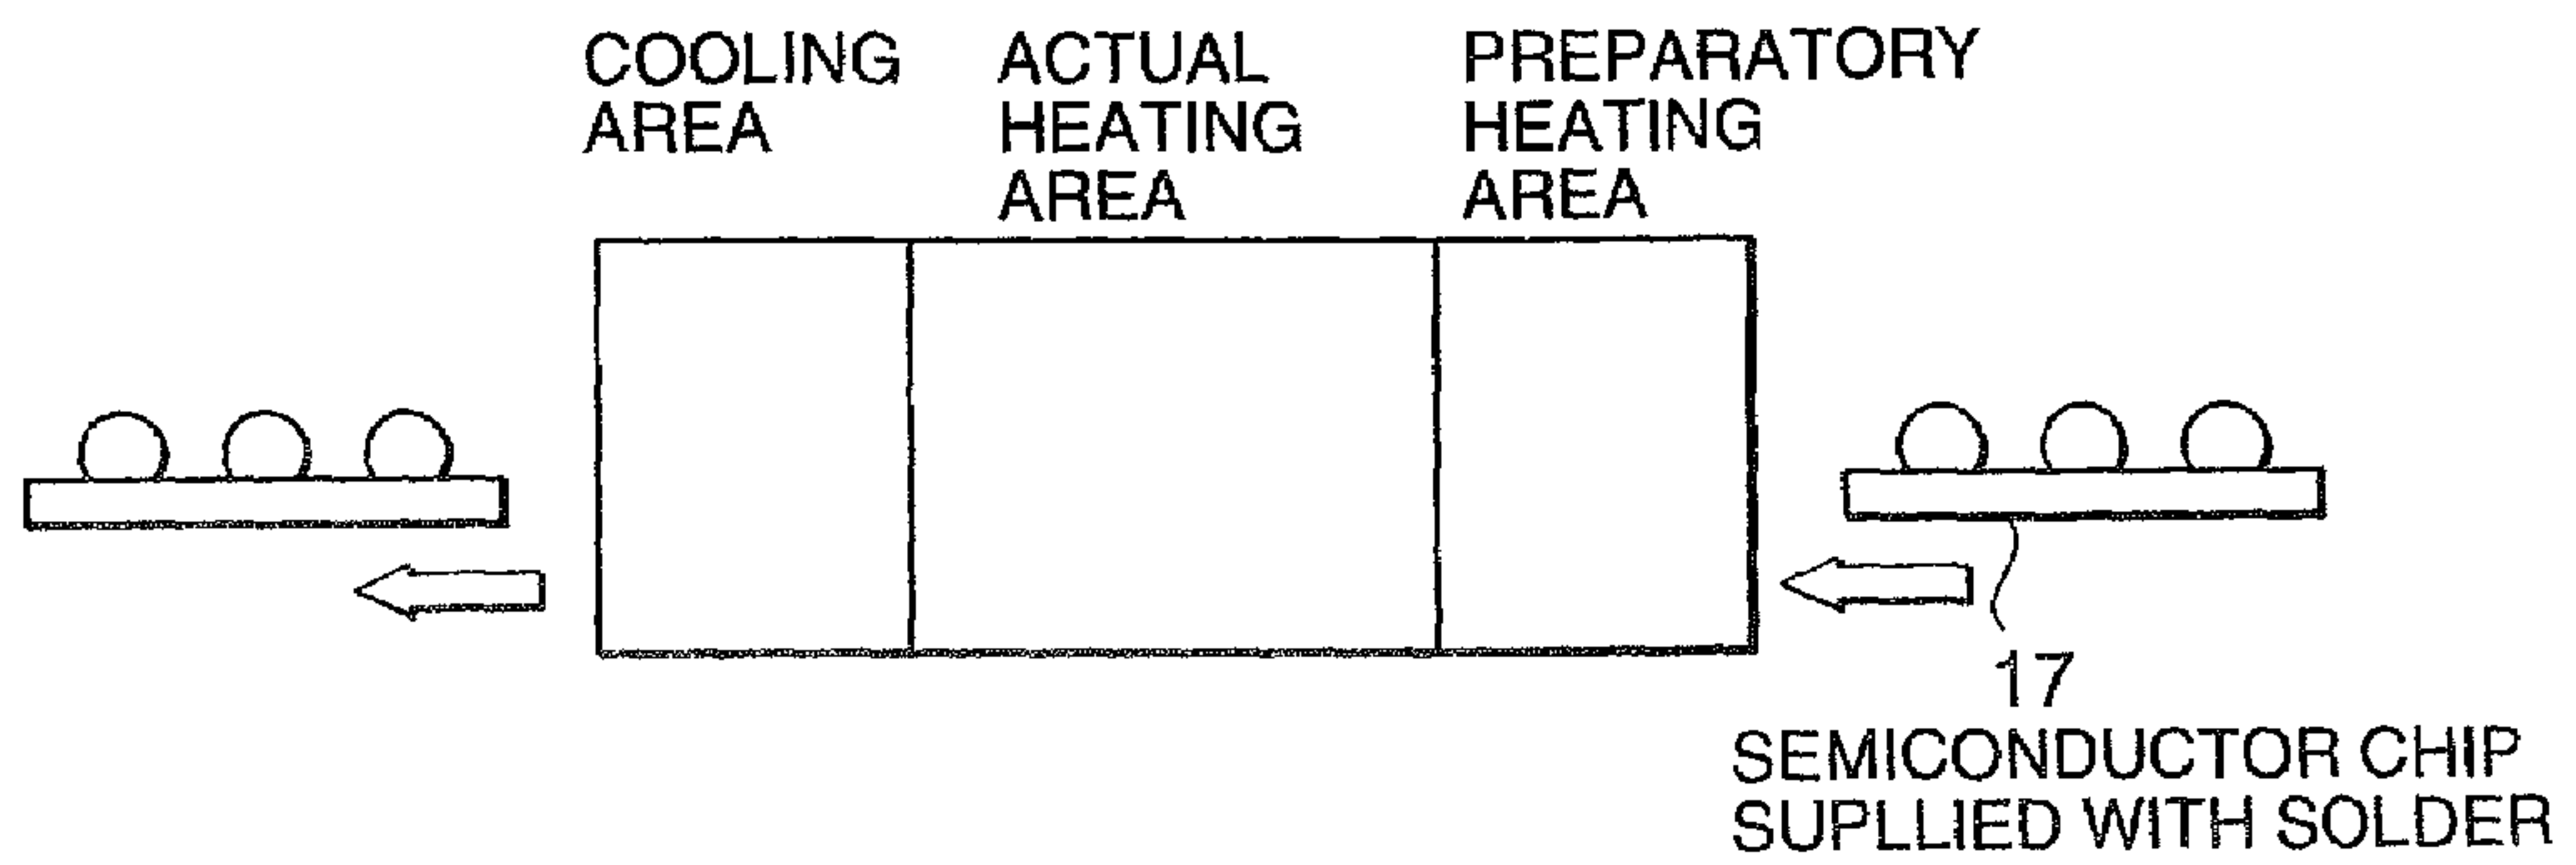 COOLING
AREA
ACTUAL
HEATING
AREA
PREPARATORY
HEATING
AREA
17
SEMICONDUCTOR CHIP
SUPLLIED WITH SOLDER